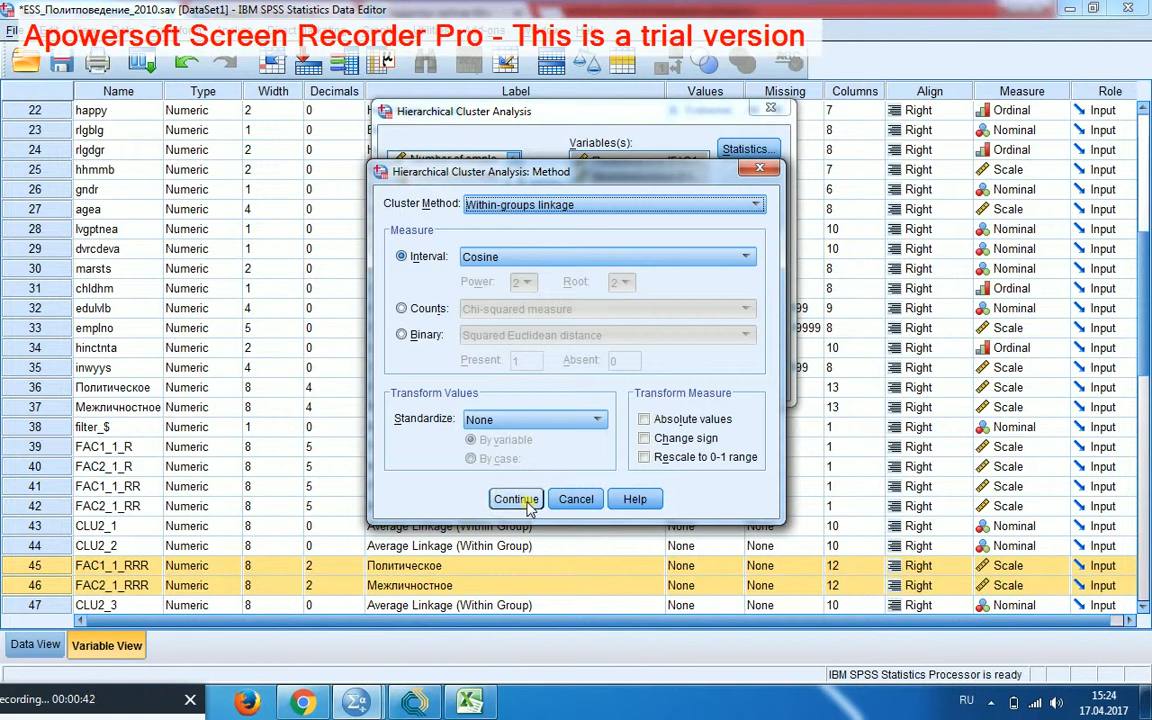 *ESS_Политповедение_2010.sav [DataSet1] - IBM SPSS Statistics Data Editor
Apowersoft Screen Recorder Pro - This is a trial version
Name Type Width Decimals Label Values Missing Columns Align Measure Role
22 happy Numeric 2 0 8 Right Ordinal Input
23 rlgblg Numeric 1 0 8 Right Nominal Input
24 rlgdgr Numeric 2 0 8 Right Ordinal Input
25 hhmmb Numeric 2 0 8 Right Scale Input
26 gndr Numeric 1 0 8 Right Nominal Input
27 agea Numeric 4 0 8 Right Scale Input
28 lvgptnea Numeric 1 0 8 Right Nominal Input
29 dvrcdeva Numeric 1 0 8 Right Nominal Input
30 marsts Numeric 2 0 8 Right Nominal Input
31 chldhm Numeric 1 0 8 Right Ordinal Input
32 edulvlb Numeric 4 0 99 8 Right Nominal Input
33 emplno Numeric 5 0 9999 8 Right Scale Input
34 hinctnta Numeric 2 0 8 Right Ordinal Input
35 inwyys Numeric 4 0 99 8 Right Scale Input
36 Политическое Numeric 8 4 13 Right Scale Input
37 Межличностное Numeric 8 4 13 Right Scale Input
38 filter_$ Numeric 1 0 10 Right Nominal Input
39 FAC1_1_R Numeric 8 5 13 Right Scale Input
40 FAC2_1_R Numeric 8 5 13 Right Scale Input
41 FAC1_1_RR Numeric 8 5 13 Right Scale Input
42 FAC2_1_RR Numeric 8 5 13 Right Scale Input
43 CLU2_1 Numeric 8 0 Average Linkage (Within Group) None None 10 Right Nominal Input
44 CLU2_2 Numeric 8 0 Average Linkage (Within Group) None None 10 Right Nominal Input
45 FAC1_1_RRR Numeric 8 2 Политическое None None 12 Right Scale Input
46 FAC2_1_RRR Numeric 8 2 Межличностное None None 12 Right Scale Input
47 CLU2_3 Numeric 8 0 Average Linkage (Within Group) None None 10 Right Nominal Input
Hierarchical Cluster Analysis
Variables(s):
Statistics...
Hierarchical Cluster Analysis: Method
Cluster Method: Within-groups linkage
Measure
Interval: Cosine
Power: 2 Root: 2
Counts: Chi-squared measure
Binary: Squared Euclidean distance
Present: 1 Absent: 0
Transform Values
Standardize: None
By variable
By case:
Transform Measure
Absolute values
Change sign
Rescale to 0-1 range
Continue Cancel Help
Data View Variable View
IBM SPSS Statistics Processor is ready
ecording... 00:00:42
RU
15:24
17.04.2017